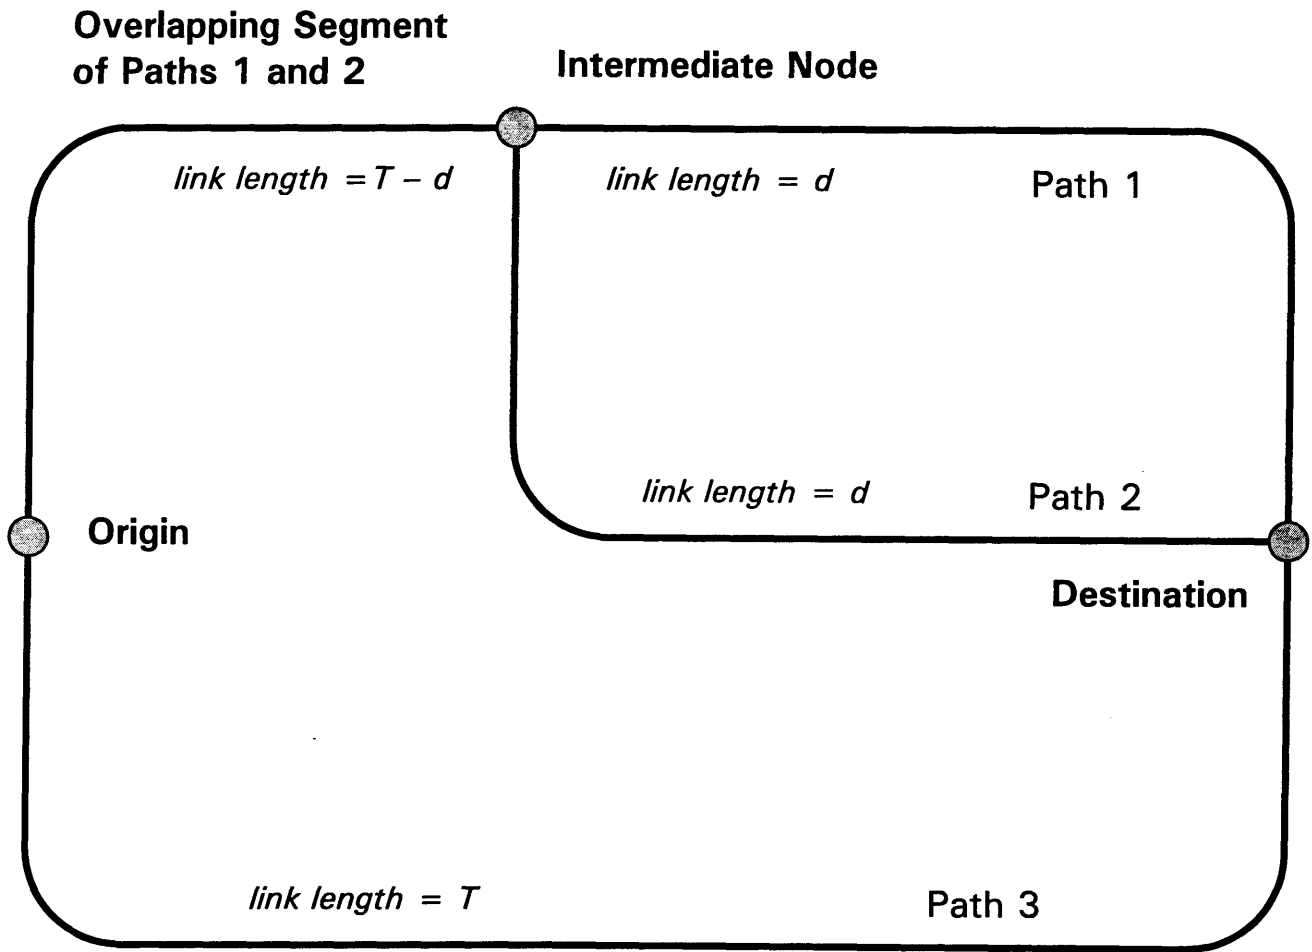 Overlapping Segment
of Paths 1 and 2
Intermediate Node
link length = T – d
link length = d
Path 1
link length = d
Path 2
Origin
Destination
link length = T
Path 3